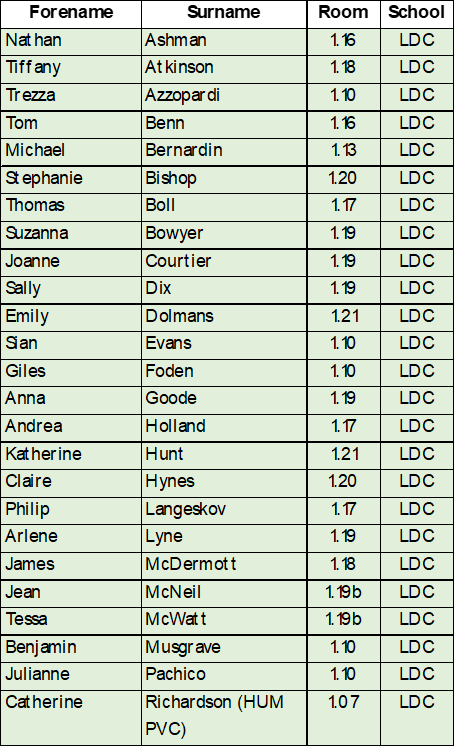 Forename Surname Room School
Nathan Ashman 1.16 LDC
Tiffany Atkinson 1.18 LDC
Trezza Azzopardi 1.10 LDC
Tom Benn 1.16 LDC
Michael Bernardin 1.13 LDC
Stephanie Bishop 1.20 LDC
Thomas Boll 1.17 LDC
Suzanna Bowyer 1.19 LDC
Joanne Courtier 1.19 LDC
Sally Dix 1.19 LDC
Emily Dolmans 1.21 LDC
Sian Evans 1.10 LDC
Giles Foden 1.10 LDC
Anna Goode 1.19 LDC
Andrea Holland 1.17 LDC
Katherine Hunt 1.21 LDC
Claire Hynes 1.20 LDC
Philip Langeskov 1.17 LDC
Arlene Lyne 1.19 LDC
James McDermott 1.18 LDC
Jean McNeil 1.19b LDC
Tessa McWatt 1.19b LDC
Benjamin Musgrave 1.10 LDC
Julianne Pachico 1.10 LDC
Catherine Richardson (HUM 1.07 LDC
PVC)